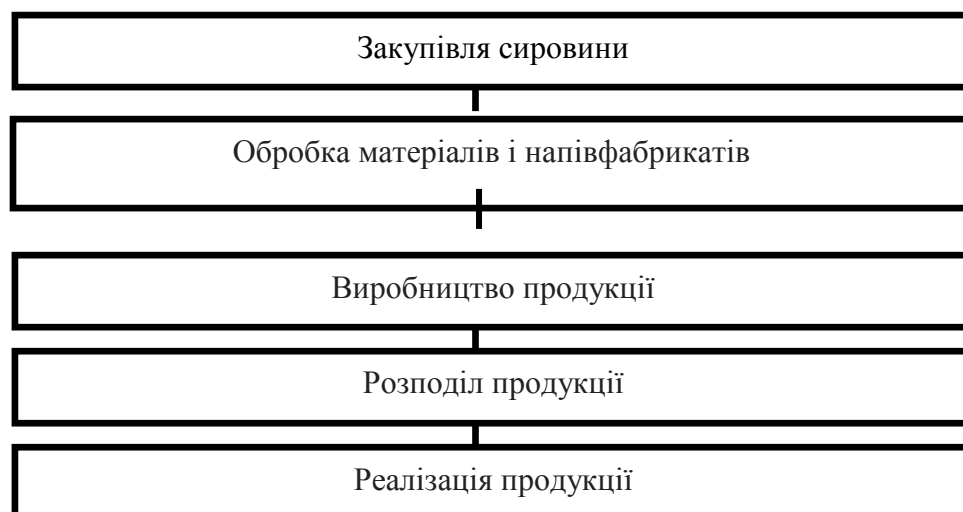 Закупівля сировини
Обробка матеріалів і напівфабрикатів
Виробництво продукції
Розподіл продукції
Реалізація продукції